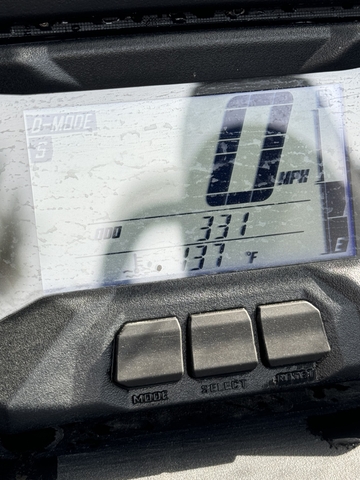 D-MODE
S
0 MPH
ODO 331
137 °F
E
MODE SELECT